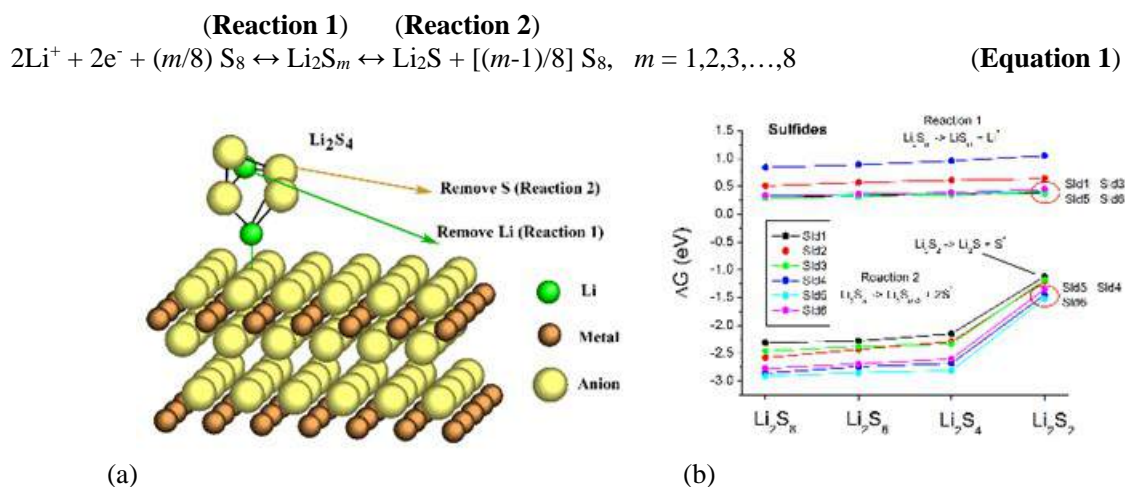 (Reaction 1) (Reaction 2)
2Li⁺ + 2e⁻ + (m/8) S₈ ↔ Li₂Sₘ ↔ Li₂S + [(m-1)/8] S₈, m = 1,2,3,…,8 (Equation 1)
Li₂S₄
Remove S (Reaction 2)
Remove Li (Reaction 1)
Li
Metal
Anion
(a)
1.5
1.0
0.5
0.0
-0.5
-1.0
-1.5
-2.0
-2.5
-3.0
ΔG (eV)
Sulfides
Reaction 1
Sld1 Sld3
Sld5 Sld6
Sld1
Sld2
Sld3
Sld4
Sld5
Sld6
Li₂S₂ -> Li₂S + S*
Reaction 2
Sld5 Sld4
Sld6
Li₂S₈ Li₂S₆ Li₂S₄ Li₂S₂
(b)